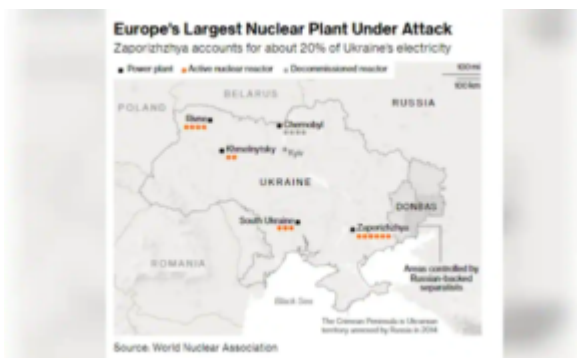 Europe's Largest Nuclear Plant Under Attack
Zaporizhzhya accounts for about 20% of Ukraine's electricity
Power plant Active nuclear reactor Decommissioned reactor
100 mi
100 km
BELARUS
POLAND
RUSSIA
Rivne
Chernobyl
Khmelnytsky
Kyiv
UKRAINE
DONBAS
South Ukraine
Zaporizhzhya
ROMANIA
Areas controlled by
Russian-backed
separatists
Black Sea
The Crimean Peninsula is Ukrainian
territory annexed by Russia in 2014
Source: World Nuclear Association